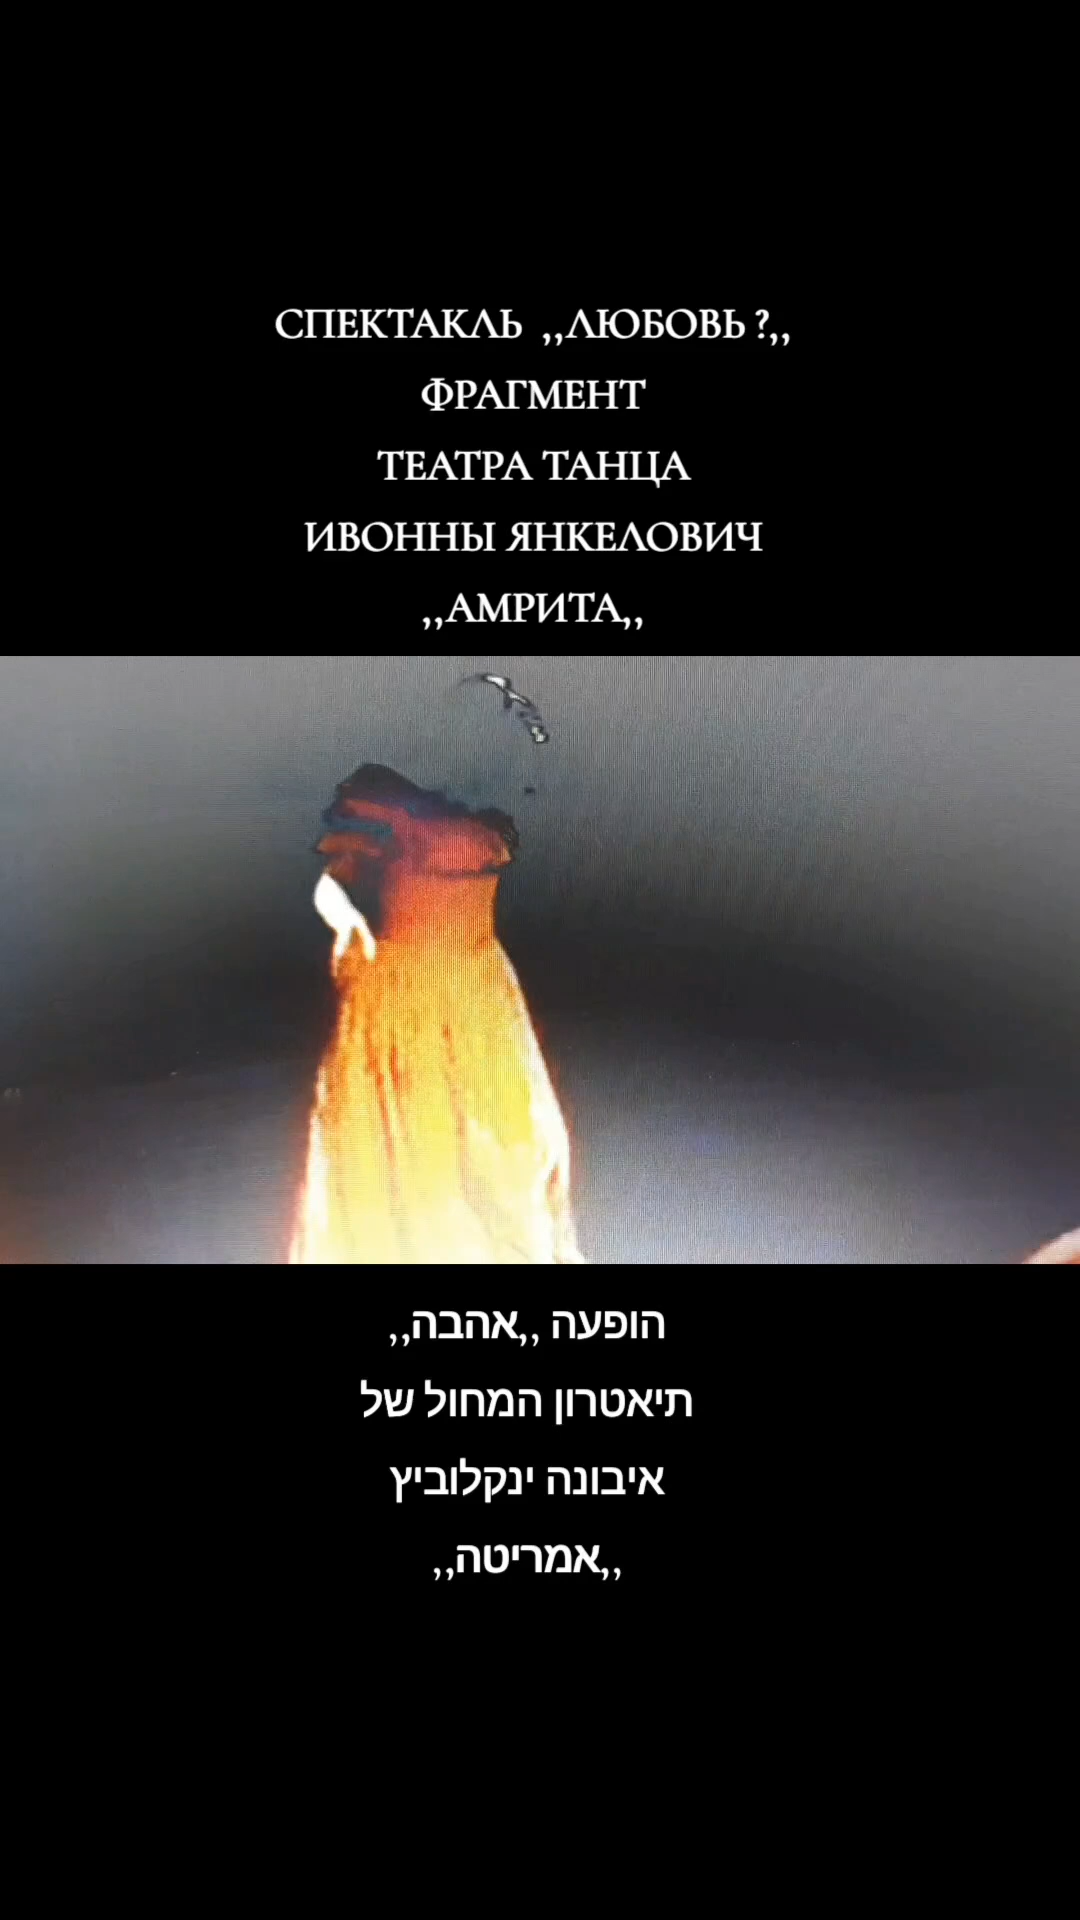 СПЕКТАКЛЬ ,,ЛЮБОВЬ ?,,
ФРАГМЕНТ
ТЕАТРА ТАНЦА
ИВОННЫ ЯНКЕЛОВИЧ
,,АМРИТА,,
הופעה ,,אהבה,,
תיאטרון המחול של
איבונה ינקלוביץ
,,אמריטה,,